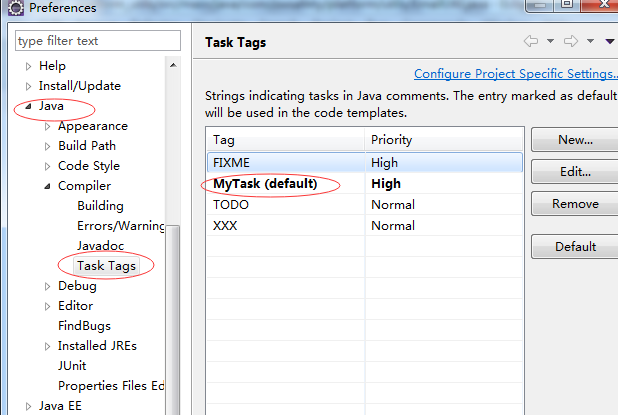 Preferences
type filter text
Help
Install/Update
Java
Appearance
Build Path
Code Style
Compiler
Building
Errors/Warning
Javadoc
Task Tags
Debug
Editor
FindBugs
Installed JREs
JUnit
Properties Files Ed
Java EE
Task Tags
Configure Project Specific Settings..
Strings indicating tasks in Java comments. The entry marked as default
will be used in the code templates.
Tag Priority
FIXME High
MyTask (default) High
TODO Normal
XXX Normal
New...
Edit...
Remove
Default